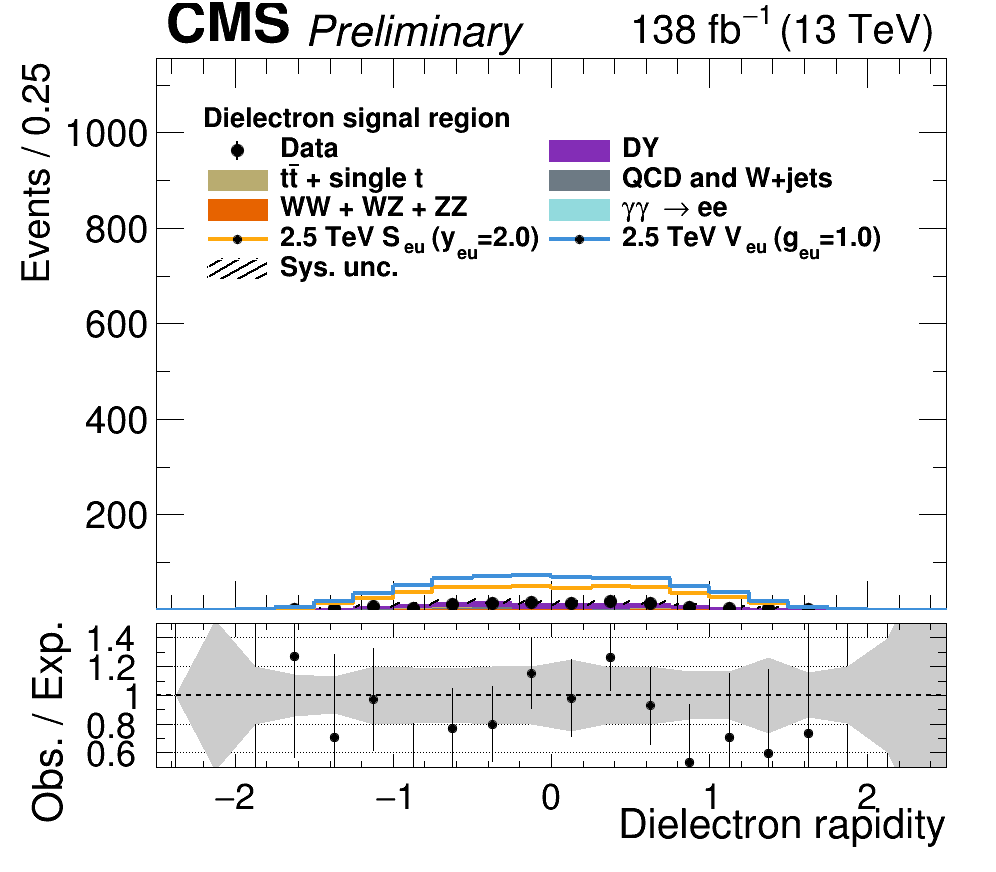 CMS Preliminary 138 fb⁻¹ (13 TeV)
Events / 0.25
1000
800
600
400
200
Dielectron signal region
Data DY
tt̄ + single t QCD and W+jets
WW + WZ + ZZ γγ → ee
2.5 TeV S_eu (y_eu=2.0) 2.5 TeV V_eu (g_eu=1.0)
Sys. unc.
Obs. / Exp.
1.4
1.2
1
0.8
0.6
−2 −1 0 1 2
Dielectron rapidity